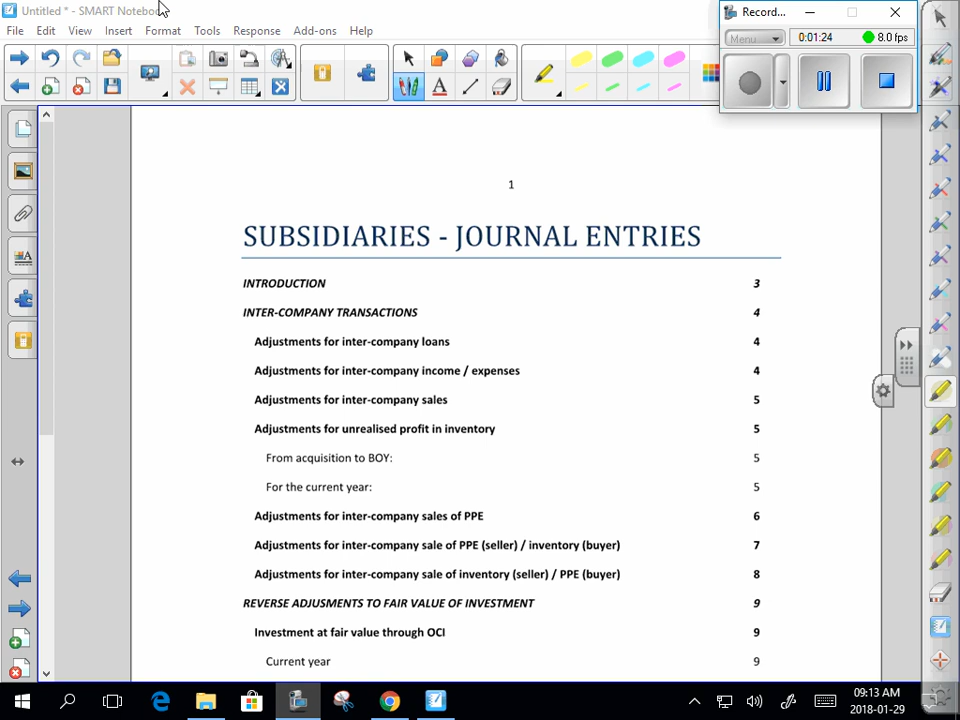 Untitled * - SMART Notebook
Record...
File Edit View Insert Format Tools Response Add-ons Help
Menu 0:01:24 8.0 fps
1
SUBSIDIARIES - JOURNAL ENTRIES
INTRODUCTION 3
INTER-COMPANY TRANSACTIONS 4
Adjustments for inter-company loans 4
Adjustments for inter-company income / expenses 4
Adjustments for inter-company sales 5
Adjustments for unrealised profit in inventory 5
From acquisition to BOY: 5
For the current year: 5
Adjustments for inter-company sales of PPE 6
Adjustments for inter-company sale of PPE (seller) / inventory (buyer) 7
Adjustments for inter-company sale of inventory (seller) / PPE (buyer) 8
REVERSE ADJUSMENTS TO FAIR VALUE OF INVESTMENT 9
Investment at fair value through OCI 9
Current year 9
09:13 AM
2018-01-29